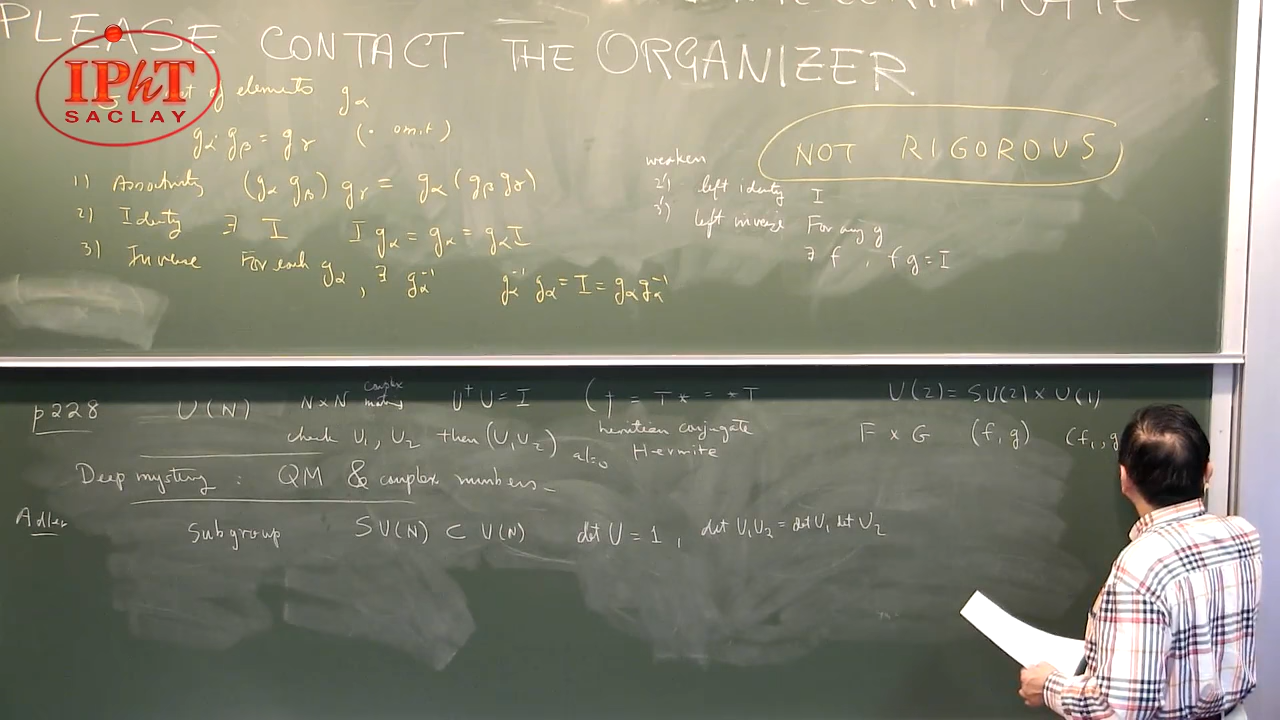 PLEASE CONTACT THE ORGANIZER
IPhT
SACLAY
set of elements gα
gα · gβ = gγ (· omit)
NOT RIGOROUS
1) Associativity (gα gβ) gγ = gα (gβ gγ)
2) Identity ∃ I I gα = gα = gα I
3) Inverse For each gα, ∃ gα⁻¹ gα⁻¹ gα = I = gα gα⁻¹
weaken
2') left identity I
3') left inverse For any g
∃ f, f g = I
p228 U(N) N×N complex matrices U†U = I († = T* = *T
hermitean conjugate
check U₁, U₂ then (U₁U₂) also Hermite
U(2) = SU(2) × U(1)
F × G (f, g) (f₁, g
Deep mystery: QM & complex numbers
Adler
Subgroup SU(N) ⊂ U(N) det U = 1, det U₁U₂ = det U₁ det U₂